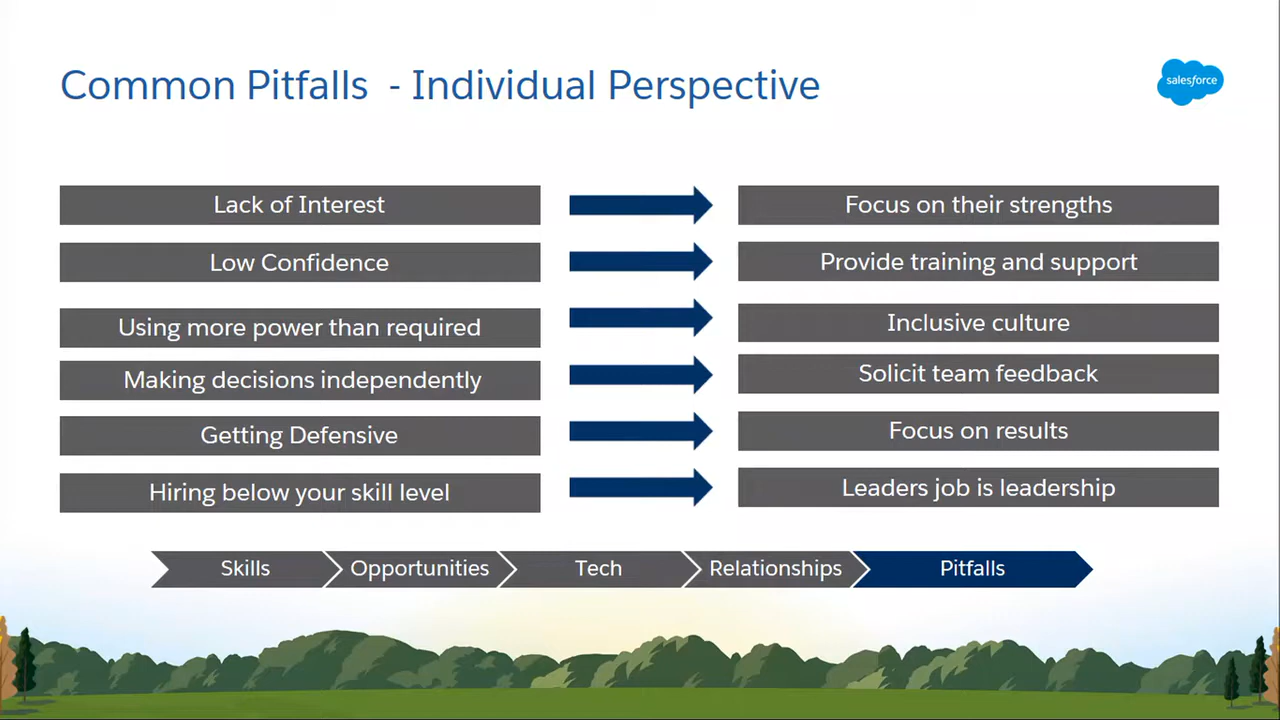 Common Pitfalls - Individual Perspective
salesforce
Lack of Interest
Focus on their strengths
Low Confidence
Provide training and support
Using more power than required
Inclusive culture
Making decisions independently
Solicit team feedback
Getting Defensive
Focus on results
Hiring below your skill level
Leaders job is leadership
Skills
Opportunities
Tech
Relationships
Pitfalls